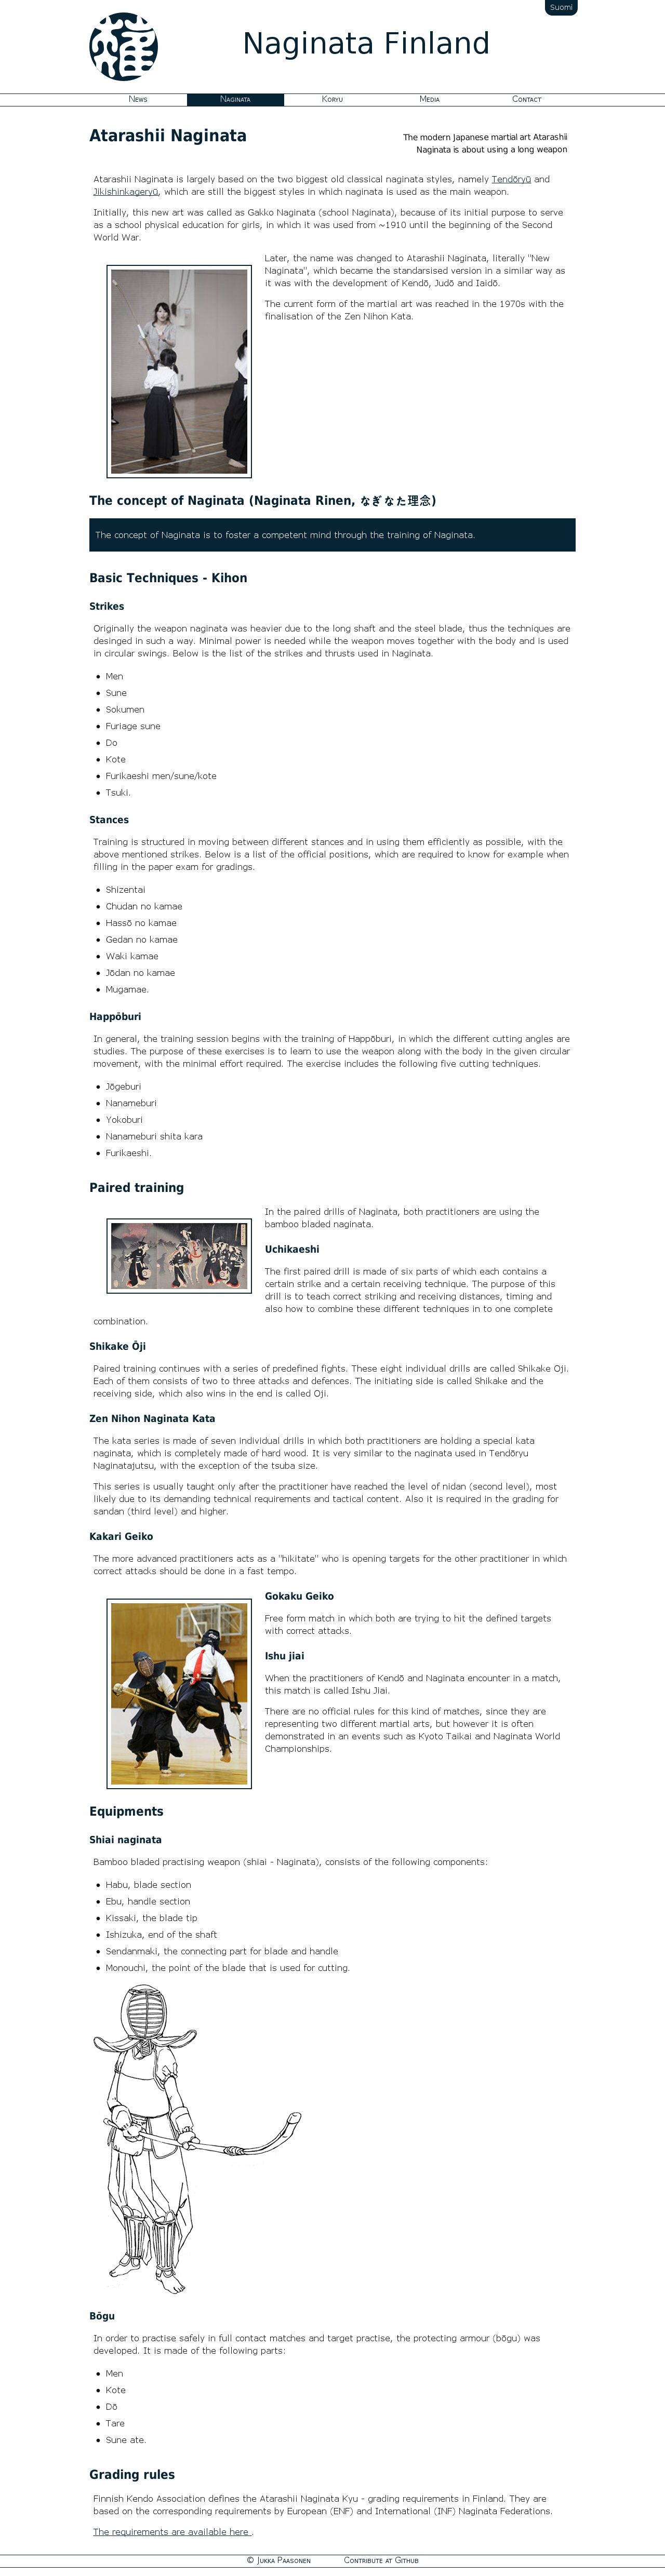 Suomi
Naginata Finland
News Naginata Koryu Media Contact
Atarashii Naginata
The modern Japanese martial art Atarashii
Naginata is about using a long weapon
Atarashii Naginata is largely based on the two biggest old classical naginata styles, namely Tendōryū and
Jikishinkageryū, which are still the biggest styles in which naginata is used as the main weapon.
Initially, this new art was called as Gakko Naginata (school Naginata), because of its initial purpose to serve
as a school physical education for girls, in which it was used from ~1910 until the beginning of the Second
World War.
Later, the name was changed to Atarashii Naginata, literally "New
Naginata", which became the standarsised version in a similar way as
it was with the development of Kendō, Judō and Iaidō.
The current form of the martial art was reached in the 1970s with the
finalisation of the Zen Nihon Kata.
The concept of Naginata (Naginata Rinen, なぎなた理念)
The concept of Naginata is to foster a competent mind through the training of Naginata.
Basic Techniques - Kihon
Strikes
Originally the weapon naginata was heavier due to the long shaft and the steel blade, thus the techniques are
desinged in such a way. Minimal power is needed while the weapon moves together with the body and is used
in circular swings. Below is the list of the strikes and thrusts used in Naginata.
• Men
• Sune
• Sokumen
• Furiage sune
• Do
• Kote
• Furikaeshi men/sune/kote
• Tsuki.
Stances
Training is structured in moving between different stances and in using them efficiently as possible, with the
above mentioned strikes. Below is a list of the official positions, which are required to know for example when
filling in the paper exam for gradings.
• Shizentai
• Chudan no kamae
• Hassō no kamae
• Gedan no kamae
• Waki kamae
• Jōdan no kamae
• Mugamae.
Happōburi
In general, the training session begins with the training of Happōburi, in which the different cutting angles are
studies. The purpose of these exercises is to learn to use the weapon along with the body in the given circular
movement, with the minimal effort required. The exercise includes the following five cutting techniques.
• Jōgeburi
• Nanameburi
• Yokoburi
• Nanameburi shita kara
• Furikaeshi.
Paired training
In the paired drills of Naginata, both practitioners are using the
bamboo bladed naginata.
Uchikaeshi
The first paired drill is made of six parts of which each contains a
certain strike and a certain receiving technique. The purpose of this
drill is to teach correct striking and receiving distances, timing and
also how to combine these different techniques in to one complete
combination.
Shikake Ōji
Paired training continues with a series of predefined fights. These eight individual drills are called Shikake Oji.
Each of them consists of two to three attacks and defences. The initiating side is called Shikake and the
receiving side, which also wins in the end is called Oji.
Zen Nihon Naginata Kata
The kata series is made of seven individual drills in which both practitioners are holding a special kata
naginata, which is completely made of hard wood. It is very similar to the naginata used in Tendōryu
Naginatajutsu, with the exception of the tsuba size.
This series is usually taught only after the practitioner have reached the level of nidan (second level), most
likely due to its demanding technical requirements and tactical content. Also it is required in the grading for
sandan (third level) and higher.
Kakari Geiko
The more advanced practitioners acts as a "hikitate" who is opening targets for the other practitioner in which
correct attacks should be done in a fast tempo.
Gokaku Geiko
Free form match in which both are trying to hit the defined targets
with correct attacks.
Ishu jiai
When the practitioners of Kendō and Naginata encounter in a match,
this match is called Ishu Jiai.
There are no official rules for this kind of matches, since they are
representing two different martial arts, but however it is often
demonstrated in an events such as Kyoto Taikai and Naginata World
Championships.
Equipments
Shiai naginata
Bamboo bladed practising weapon (shiai - Naginata), consists of the following components:
• Habu, blade section
• Ebu, handle section
• Kissaki, the blade tip
• Ishizuka, end of the shaft
• Sendanmaki, the connecting part for blade and handle
• Monouchi, the point of the blade that is used for cutting.
Bōgu
In order to practise safely in full contact matches and target practise, the protecting armour (bōgu) was
developed. It is made of the following parts:
• Men
• Kote
• Dō
• Tare
• Sune ate.
Grading rules
Finnish Kendo Association defines the Atarashii Naginata Kyu - grading requirements in Finland. They are
based on the corresponding requirements by European (ENF) and International (INF) Naginata Federations.
The requirements are available here .
© Jukka Paasonen Contribute at Github